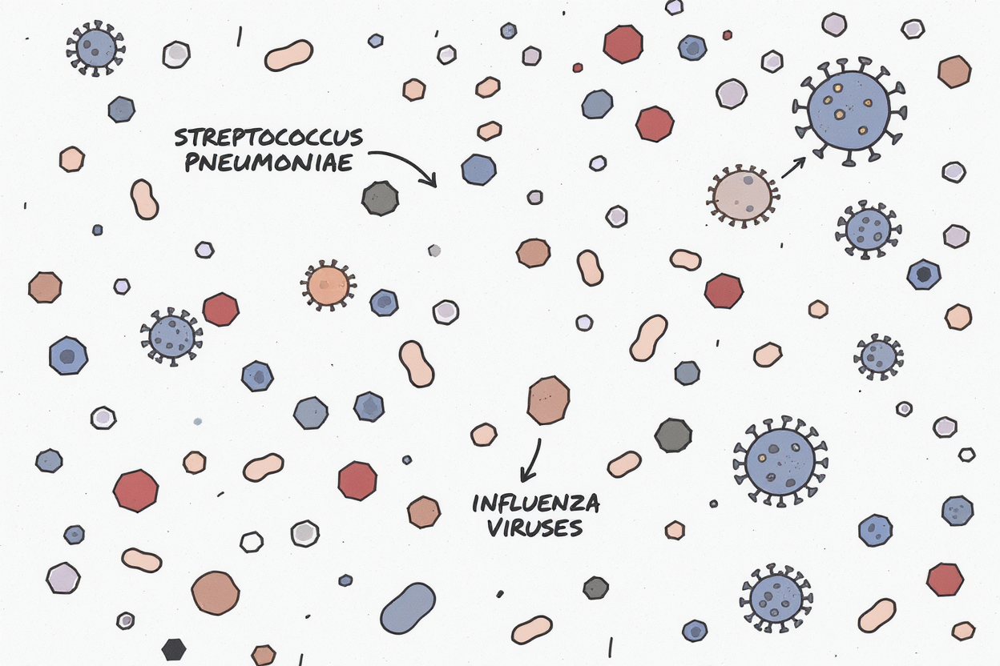 STREPTOCOCCUS
PNEUMONIAE
INFLUENZA
VIRUSES